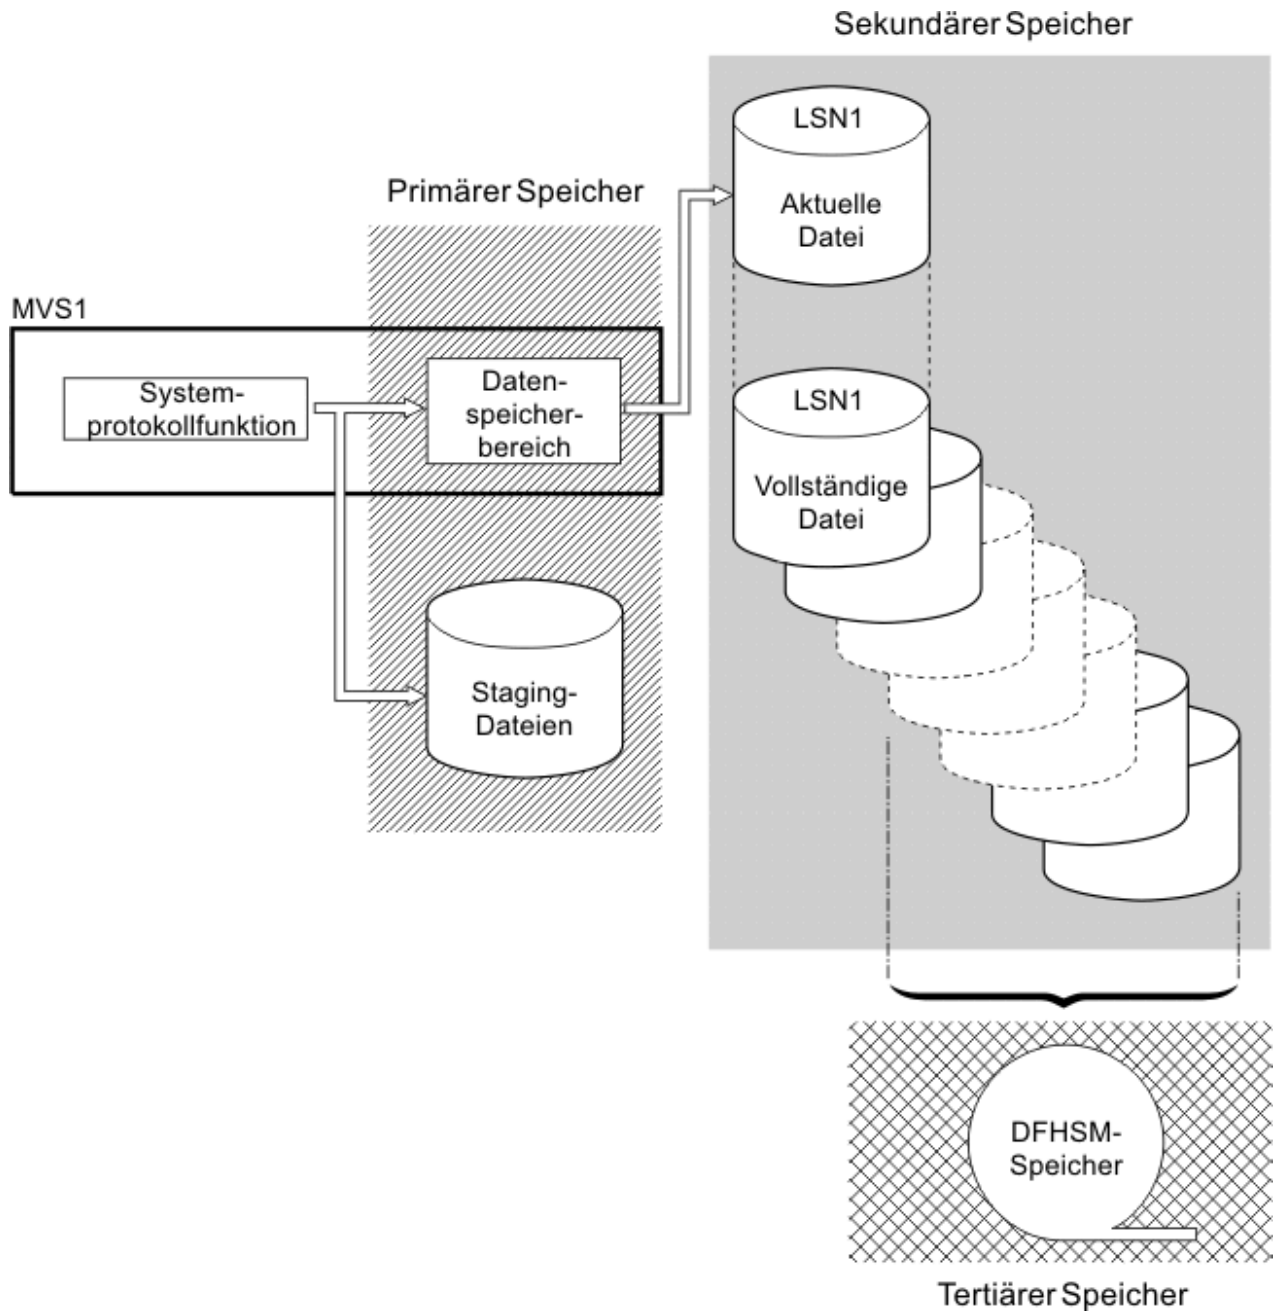 Sekundärer Speicher
LSN1
Aktuelle
Datei
Primärer Speicher
MVS1
System-
protokollfunktion
Daten-
speicher-
bereich
LSN1
Vollständige
Datei
Staging-
Dateien
DFHSM-
Speicher
Tertiärer Speicher